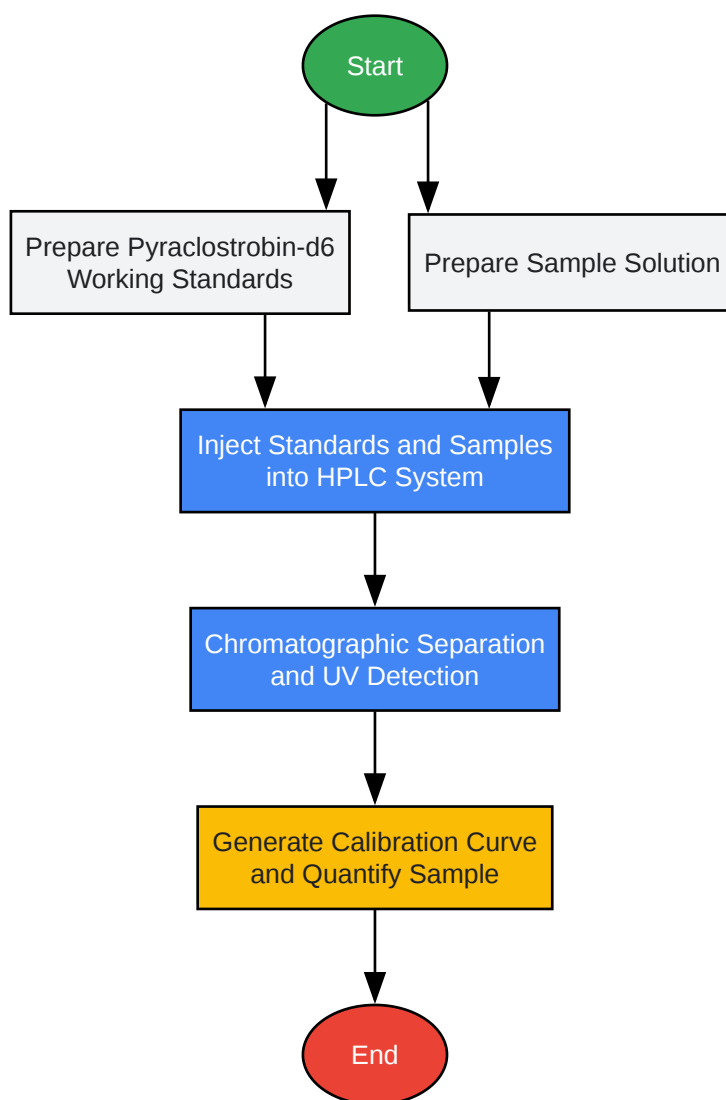 Start
Prepare Pyraclostrobin-d6
Working Standards
Prepare Sample Solution
Inject Standards and Samples
into HPLC System
Chromatographic Separation
and UV Detection
Generate Calibration Curve
and Quantify Sample
End